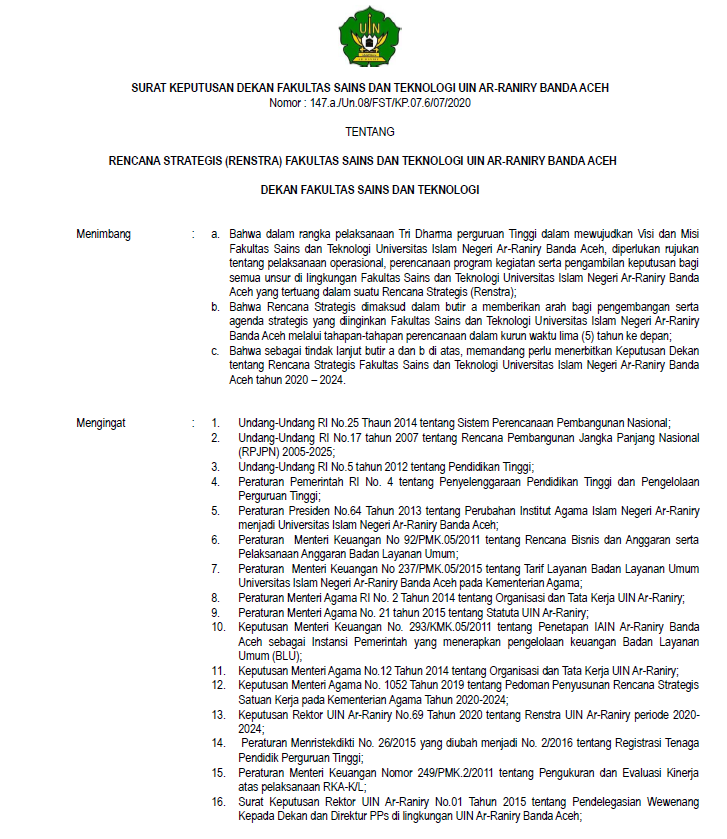 UIN
SURAT KEPUTUSAN DEKAN FAKULTAS SAINS DAN TEKNOLOGI UIN AR-RANIRY BANDA ACEH
Nomor : 147.a./Un.08/FST/KP.07.6/07/2020
TENTANG
RENCANA STRATEGIS (RENSTRA) FAKULTAS SAINS DAN TEKNOLOGI UIN AR-RANIRY BANDA ACEH
DEKAN FAKULTAS SAINS DAN TEKNOLOGI
Menimbang : a. Bahwa dalam rangka pelaksanaan Tri Dharma perguruan Tinggi dalam mewujudkan Visi dan Misi
Fakultas Sains dan Teknologi Universitas Islam Negeri Ar-Raniry Banda Aceh, diperlukan rujukan
tentang pelaksanaan operasional, perencanaan program kegiatan serta pengambilan keputusan bagi
semua unsur di lingkungan Fakultas Sains dan Teknologi Universitas Islam Negeri Ar-Raniry Banda
Aceh yang tertuang dalam suatu Rencana Strategis (Renstra);
b. Bahwa Rencana Strategis dimaksud dalam butir a memberikan arah bagi pengembangan serta
agenda strategis yang diinginkan Fakultas Sains dan Teknologi Universitas Islam Negeri Ar-Raniry
Banda Aceh melalui tahapan-tahapan perencanaan dalam kurun waktu lima (5) tahun ke depan;
c. Bahwa sebagai tindak lanjut butir a dan b di atas, memandang perlu menerbitkan Keputusan Dekan
tentang Rencana Strategis Fakultas Sains dan Teknologi Universitas Islam Negeri Ar-Raniry Banda
Aceh tahun 2020 – 2024.
Mengingat : 1. Undang-Undang RI No.25 Thaun 2014 tentang Sistem Perencanaan Pembangunan Nasional;
2. Undang-Undang RI No.17 tahun 2007 tentang Rencana Pembangunan Jangka Panjang Nasional
(RPJPN) 2005-2025;
3. Undang-Undang RI No.5 tahun 2012 tentang Pendidikan Tinggi;
4. Peraturan Pemerintah RI No. 4 tentang Penyelenggaraan Pendidikan Tinggi dan Pengelolaan
Perguruan Tinggi;
5. Peraturan Presiden No.64 Tahun 2013 tentang Perubahan Institut Agama Islam Negeri Ar-Raniry
menjadi Universitas Islam Negeri Ar-Raniry Banda Aceh;
6. Peraturan Menteri Keuangan No 92/PMK.05/2011 tentang Rencana Bisnis dan Anggaran serta
Pelaksanaan Anggaran Badan Layanan Umum;
7. Peraturan Menteri Keuangan No 237/PMK.05/2015 tentang Tarif Layanan Badan Layanan Umum
Universitas Islam Negeri Ar-Raniry Banda Aceh pada Kementerian Agama;
8. Peraturan Menteri Agama RI No. 2 Tahun 2014 tentang Organisasi dan Tata Kerja UIN Ar-Raniry;
9. Peraturan Menteri Agama No. 21 tahun 2015 tentang Statuta UIN Ar-Raniry;
10. Keputusan Menteri Keuangan No. 293/KMK.05/2011 tentang Penetapan IAIN Ar-Raniry Banda
Aceh sebagai Instansi Pemerintah yang menerapkan pengelolaan keuangan Badan Layanan
Umum (BLU);
11. Keputusan Menteri Agama No.12 Tahun 2014 tentang Organisasi dan Tata Kerja UIN Ar-Raniry;
12. Keputusan Menteri Agama No. 1052 Tahun 2019 tentang Pedoman Penyusunan Rencana Strategis
Satuan Kerja pada Kementerian Agama Tahun 2020-2024;
13. Keputusan Rektor UIN Ar-Raniry No.69 Tahun 2020 tentang Renstra UIN Ar-Raniry periode 2020-
2024;
14. Peraturan Menristekdikti No. 26/2015 yang diubah menjadi No. 2/2016 tentang Registrasi Tenaga
Pendidik Perguruan Tinggi;
15. Peraturan Menteri Keuangan Nomor 249/PMK.2/2011 tentang Pengukuran dan Evaluasi Kinerja
atas pelaksanaan RKA-K/L;
16. Surat Keputusan Rektor UIN Ar-Raniry No.01 Tahun 2015 tentang Pendelegasian Wewenang
Kepada Dekan dan Direktur PPs di lingkungan UIN Ar-Raniry Banda Aceh;